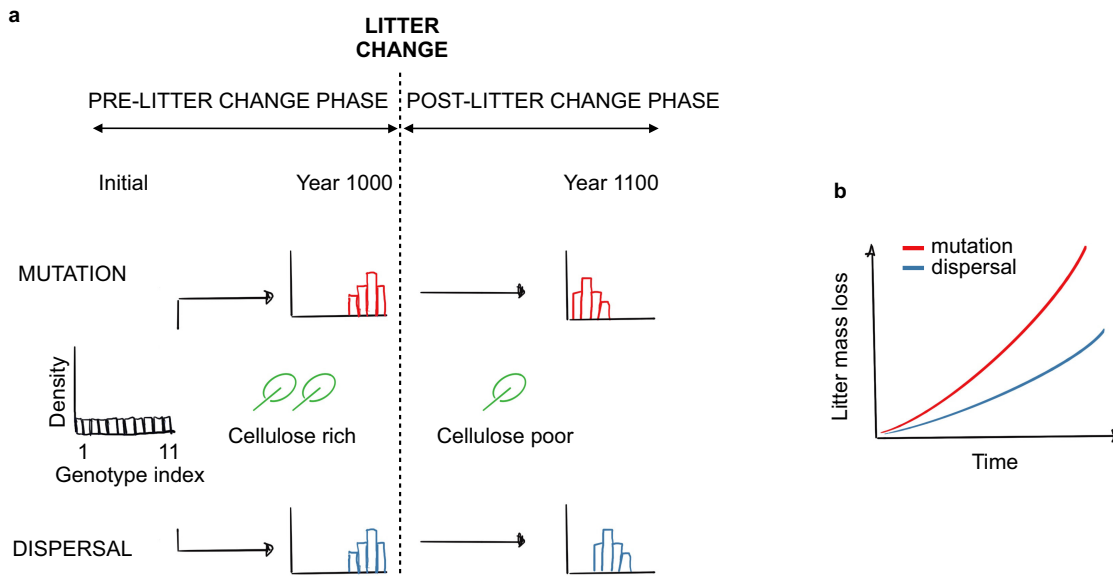 a
LITTER
CHANGE
PRE-LITTER CHANGE PHASE
POST-LITTER CHANGE PHASE
Initial
Year 1000
Year 1100
MUTATION
Density
1
11
Genotype index
Cellulose rich
Cellulose poor
DISPERSAL
b
mutation
dispersal
Litter mass loss
Time